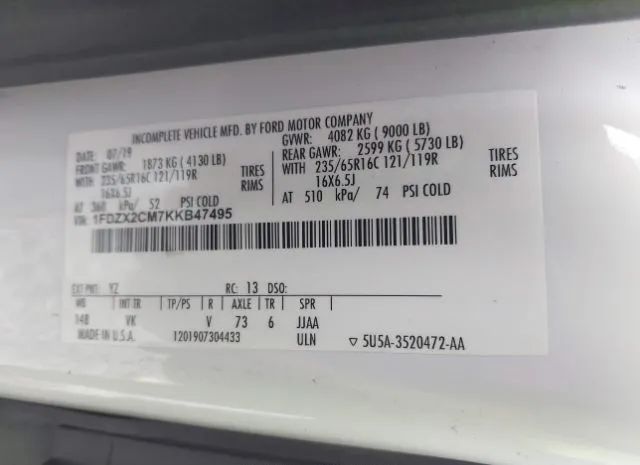 INCOMPLETE VEHICLE MFD. BY FORD MOTOR COMPANY
DATE: 07/19 GVWR: 4082 KG ( 9000 LB)
FRONT GAWR: 1873 KG ( 4130 LB) REAR GAWR: 2599 KG ( 5730 LB)
WITH 235/65R16C 121/119R TIRES WITH 235/65R16C 121/119R TIRES
16X6.5J RIMS 16X6.5J RIMS
AT 360 kPa/ 52 PSI COLD AT 510 kPa/ 74 PSI COLD
VIN: 1FDZX2CM7KKB47495
EXT PNT: YZ RC: 13 DSO:
WB INT TR TP/PS R AXLE TR SPR
148 VK V 73 6 JJAA
MADE IN U.S.A. 1201907304433 ULN ▽ 5U5A-3520472-AA